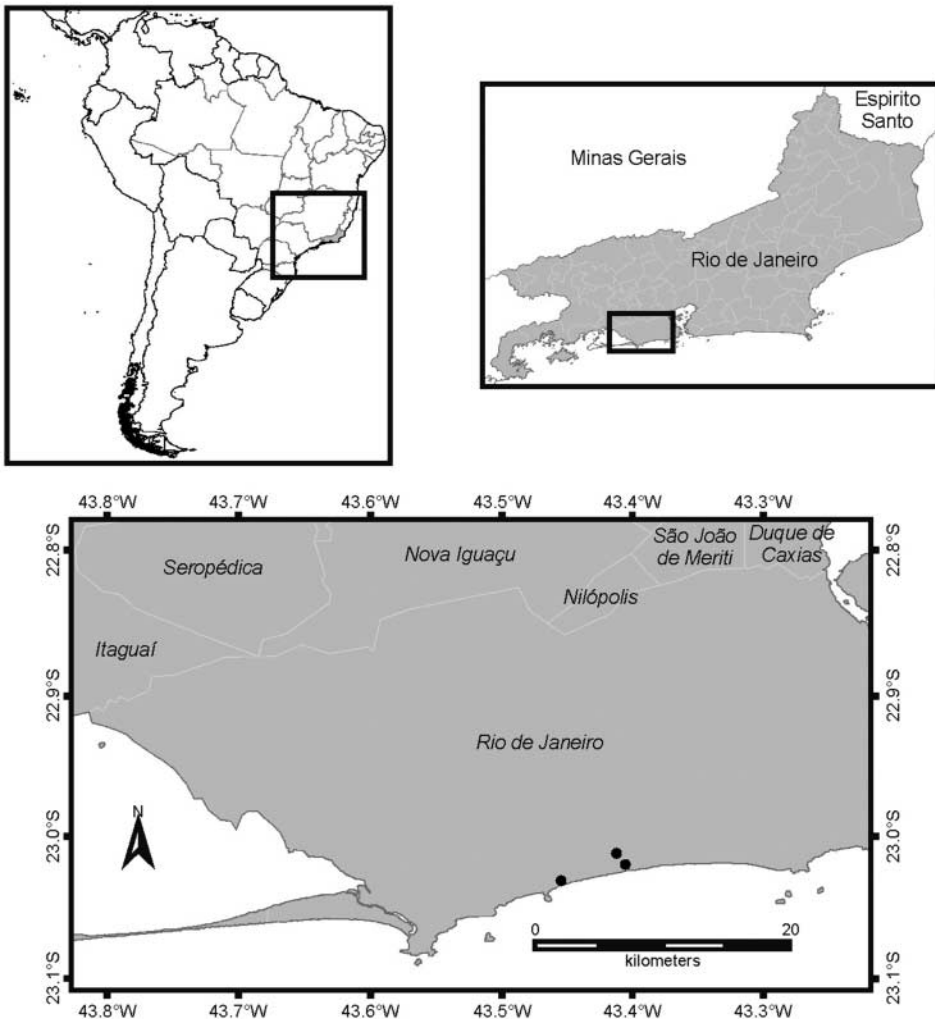 Espirito
Santo
Minas Gerais
Rio de Janeiro
43.8°W 43.7°W 43.6°W 43.5°W 43.4°W 43.3°W
22.8°S 22.8°S
São João
de Meriti
Duque de
Caxias
Nova Iguaçu
Seropédica
Nilópolis
Itaguaí
22.9°S 22.9°S
Rio de Janeiro
N
23.0°S 23.0°S
0 20
kilometers
23.1°S 23.1°S
43.8°W 43.7°W 43.6°W 43.5°W 43.4°W 43.3°W